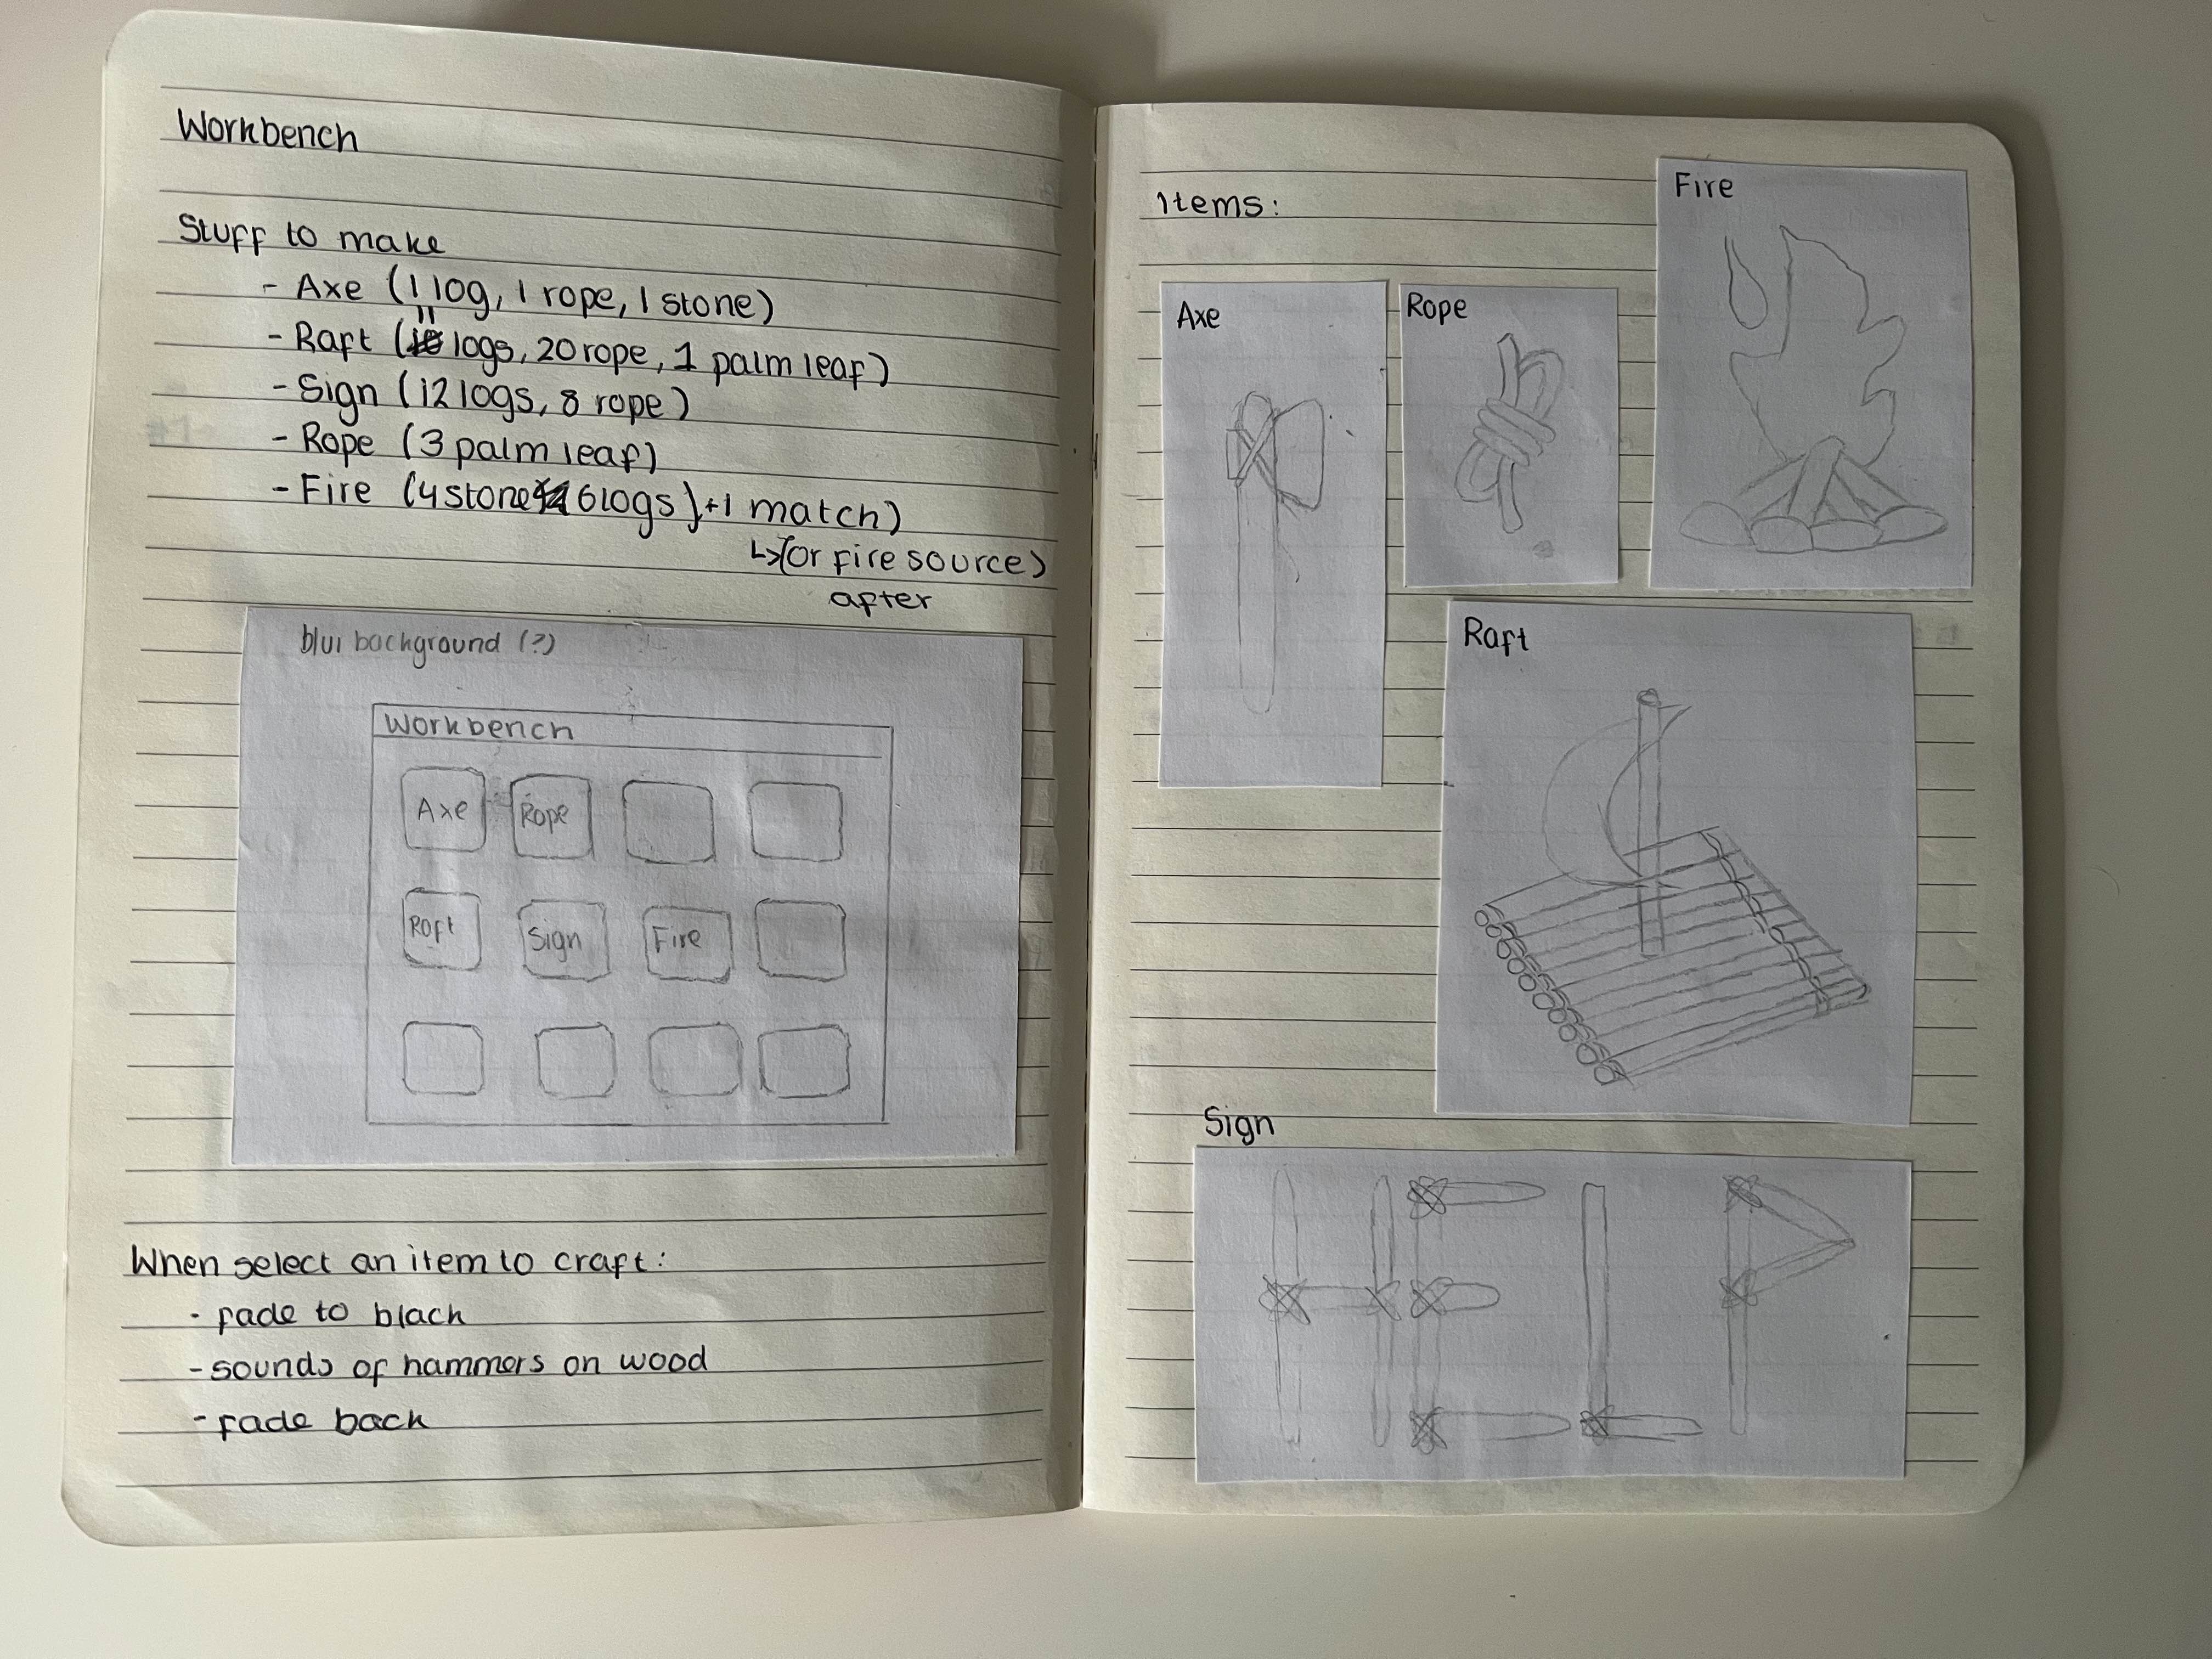 Workbench
Stuff to make
- Axe (1 log, 1 rope, 1 stone)
- Raft (11 logs, 20 rope, 1 palm leaf)
- Sign (12 logs, 8 rope)
- Rope (3 palm leaf)
- Fire (4 stone 6 logs)+1 match)
↳(or fire source)
after
blur background (?)
Workbench
Axe Rope
Raft Sign Fire
When select an item to craft:
- fade to black
- sounds of hammers on wood
- fade back
Items:
Fire
Axe
Rope
Raft
Sign
HELP